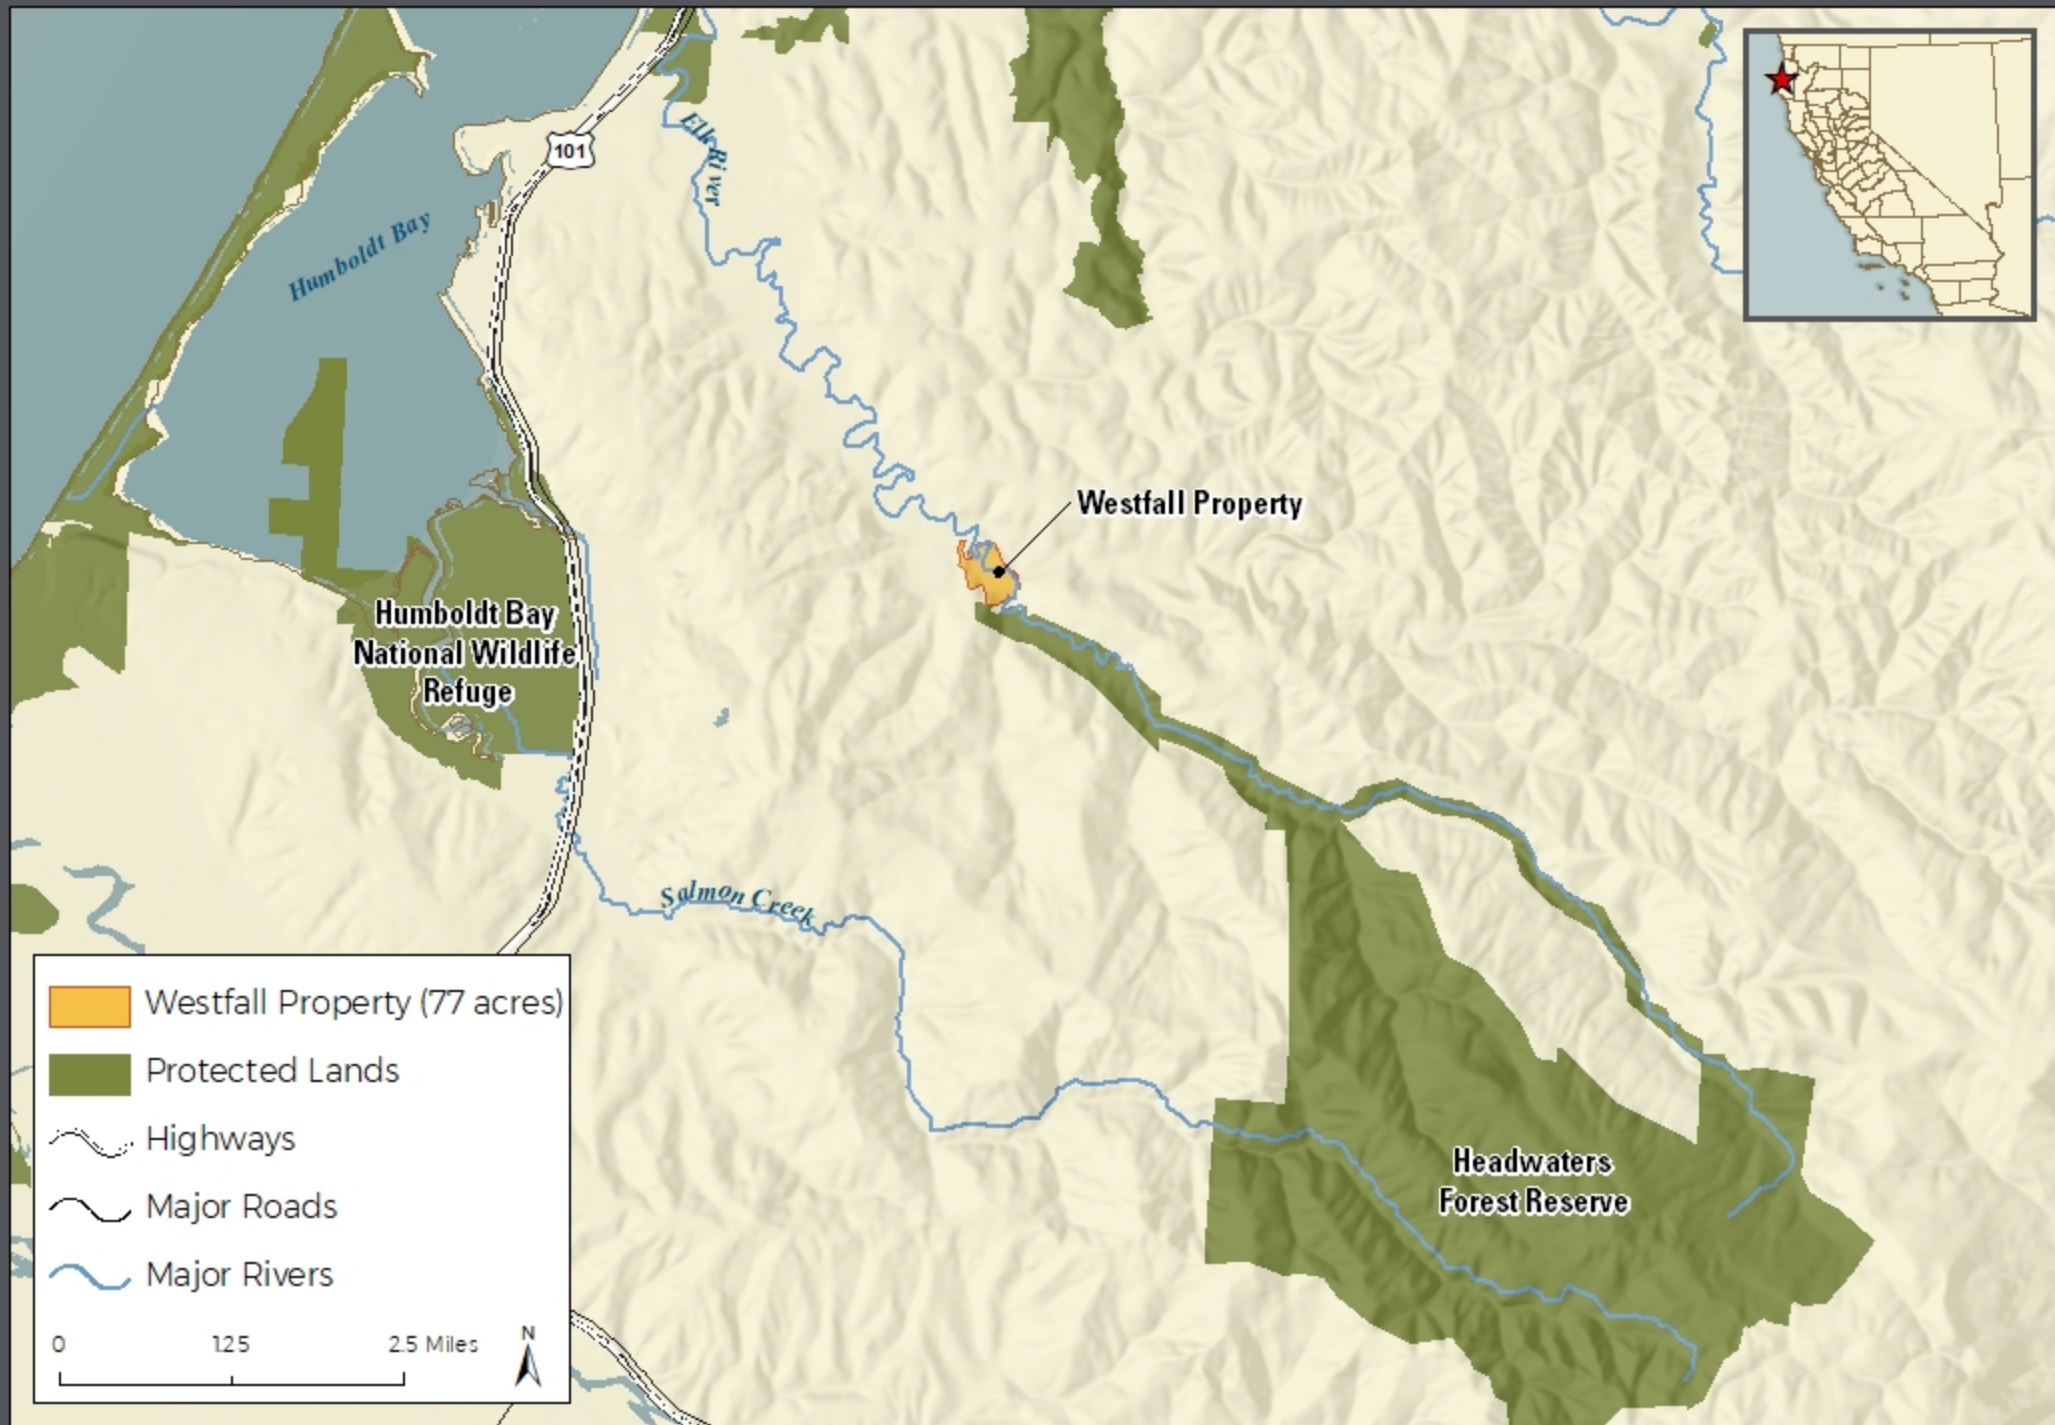 101
Elk River
Humboldt Bay
Westfall Property
Humboldt Bay
National Wildlife
Refuge
Salmon Creek
Headwaters
Forest Reserve
Westfall Property (77 acres)
Protected Lands
Highways
Major Roads
Major Rivers
0 1.25 2.5 Miles
N